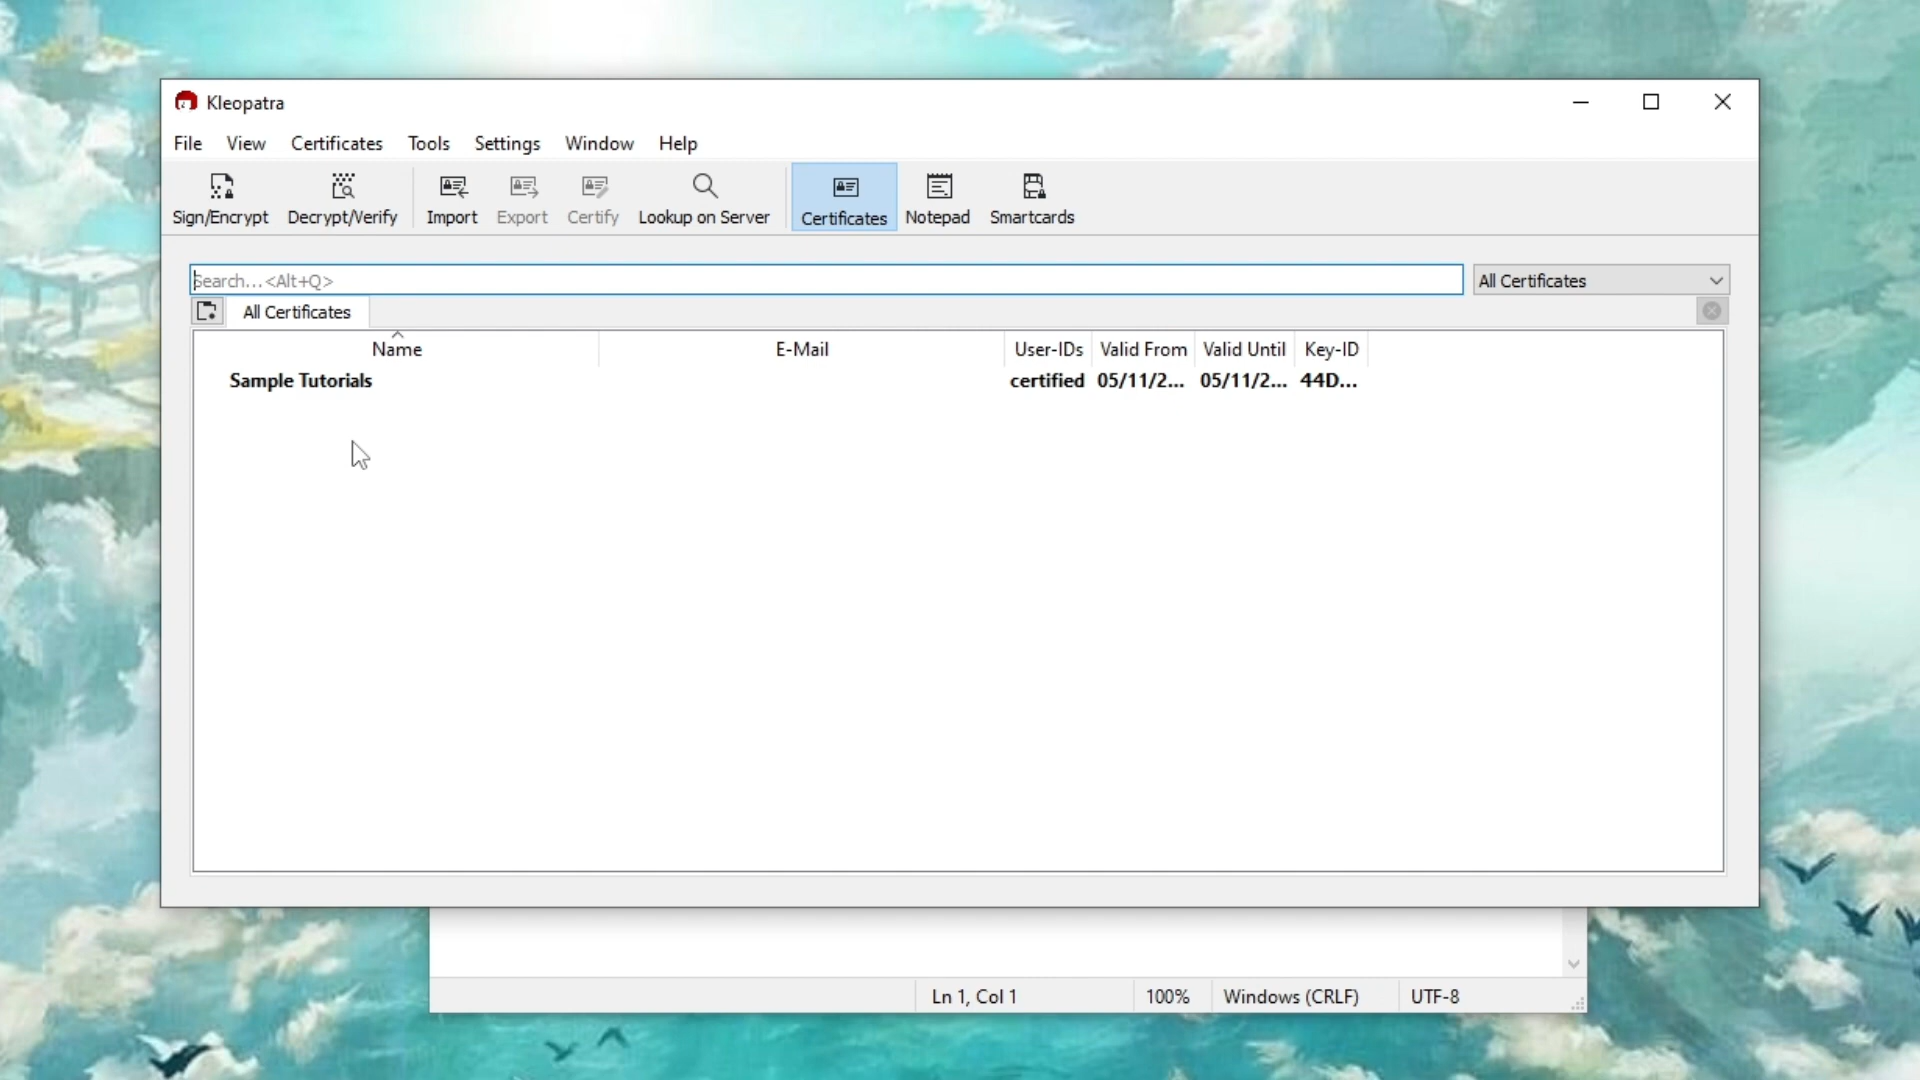 Kleopatra
File View Certificates Tools Settings Window Help
Sign/Encrypt Decrypt/Verify Import Export Certify Lookup on Server Certificates Notepad Smartcards
Search...<Alt+Q> All Certificates
All Certificates
Name E-Mail User-IDs Valid From Valid Until Key-ID
Sample Tutorials certified 05/11/2... 05/11/2... 44D...
Ln 1, Col 1 100% Windows (CRLF) UTF-8